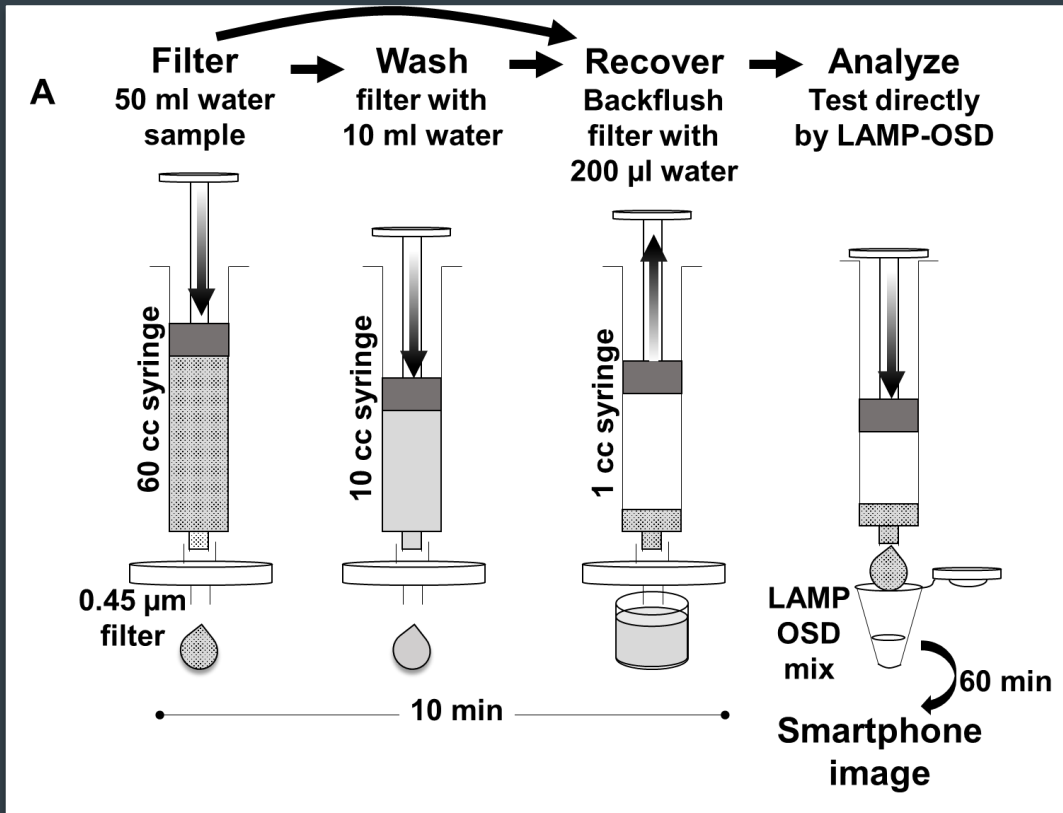 A
Filter
50 ml water
sample
Wash
filter with
10 ml water
Recover
Backflush
filter with
200 µl water
Analyze
Test directly
by LAMP-OSD
60 cc syringe
10 cc syringe
1 cc syringe
0.45 µm
filter
LAMP
OSD
mix
60 min
10 min
Smartphone
image